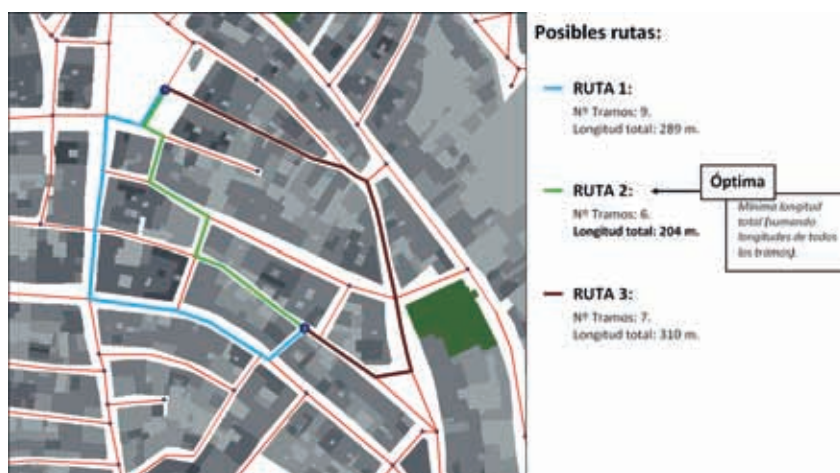 Posibles rutas:
RUTA 1:
Nº Tramos: 9.
Longitud total: 289 m.
RUTA 2:
Nº Tramos: 6.
Longitud total: 204 m.
Óptima
Mínima longitud
total (sumando
longitudes de todos
los tramos).
RUTA 3:
Nº Tramos: 7.
Longitud total: 310 m.